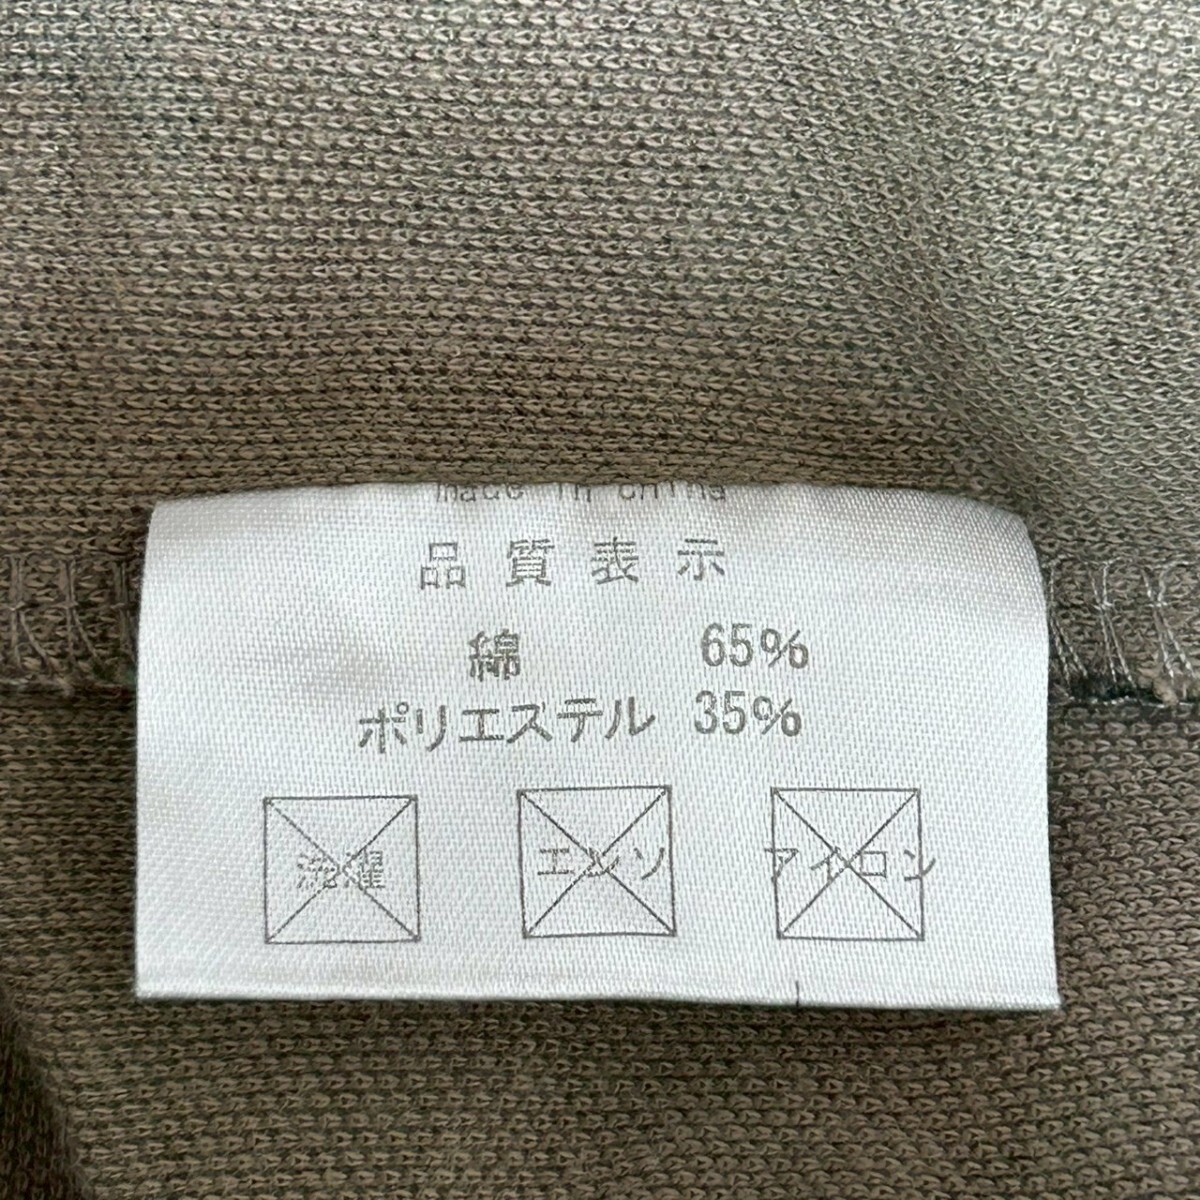 made in china
品質表示
綿 65%
ポリエステル 35%
洗濯 エンソ アイロン